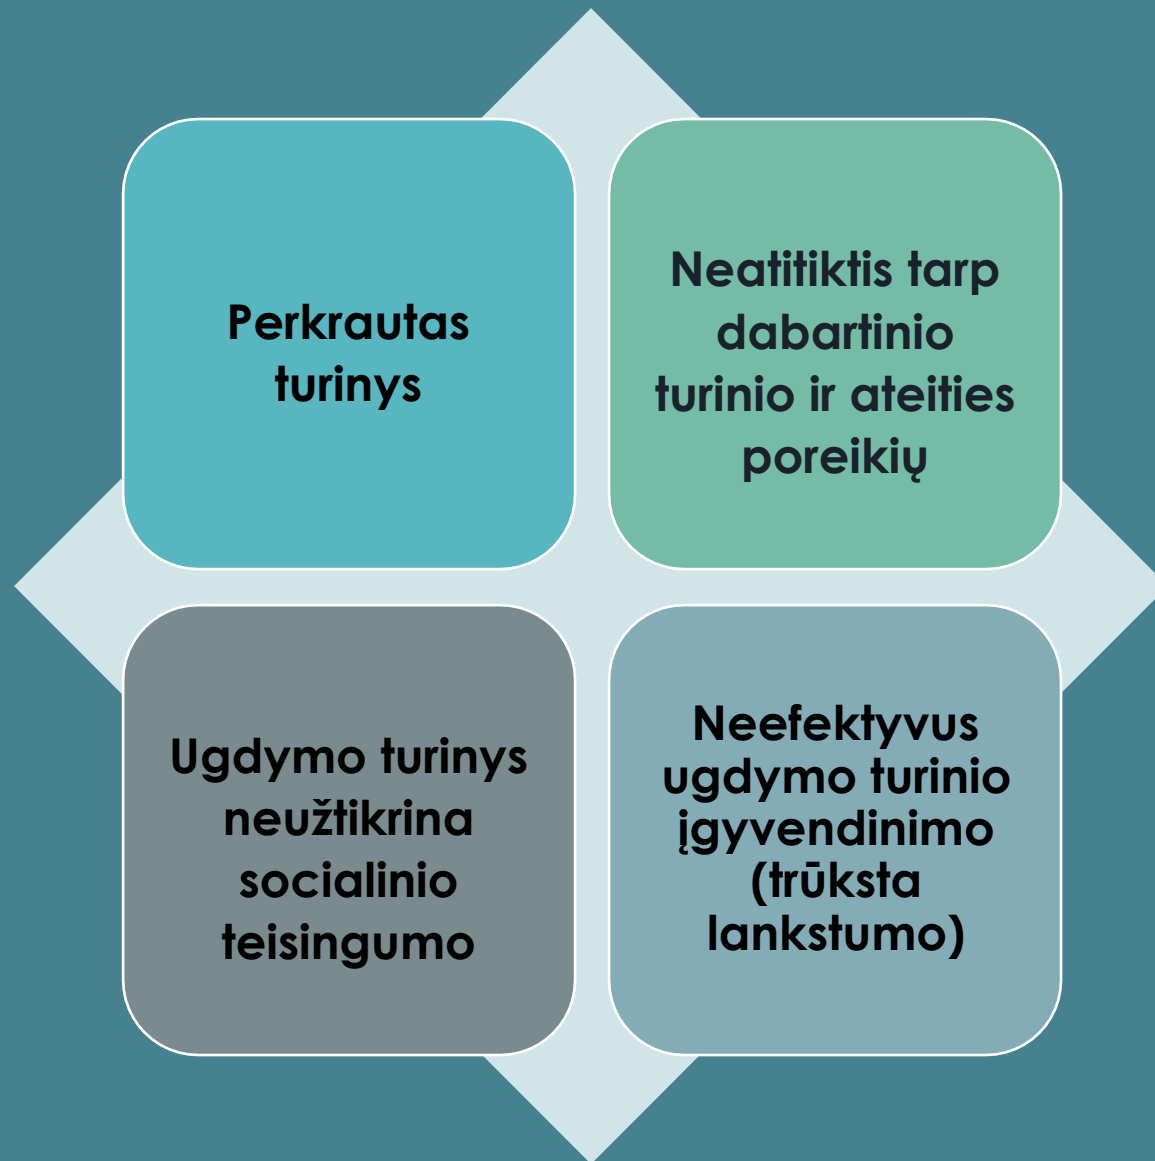 Perkrautas
turinys
Neatitiktis tarp
dabartinio
turinio ir ateities
poreikių
Ugdymo turinys
neužtikrina
socialinio
teisingumo
Neefektyvus
ugdymo turinio
įgyvendinimo
(trūksta
lankstumo)